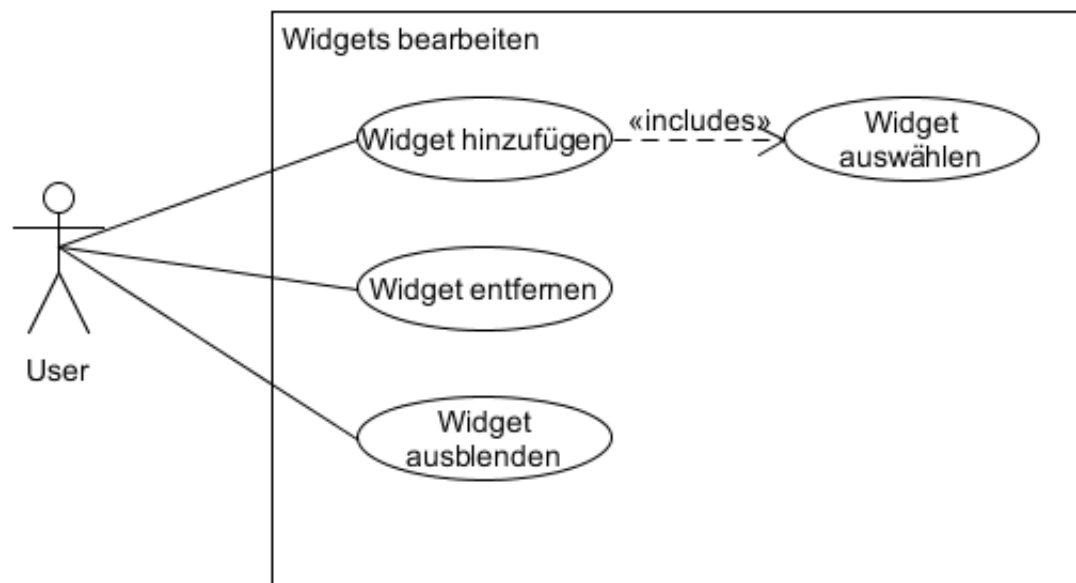 Widgets bearbeiten
Widget hinzufügen
«includes»
Widget
auswählen
Widget entfernen
User
Widget
ausblenden